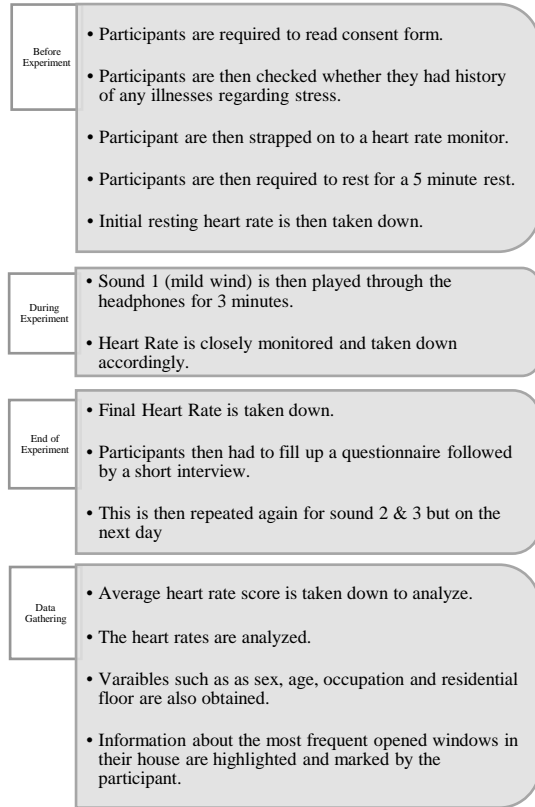 Before
Experiment
• Participants are required to read consent form.
• Participants are then checked whether they had history
of any illnesses regarding stress.
• Participant are then strapped on to a heart rate monitor.
• Participants are then required to rest for a 5 minute rest.
• Initial resting heart rate is then taken down.
During
Experiment
• Sound 1 (mild wind) is then played through the
headphones for 3 minutes.
• Heart Rate is closely monitored and taken down
accordingly.
End of
Experiment
• Final Heart Rate is taken down.
• Participants then had to fill up a questionnaire followed
by a short interview.
• This is then repeated again for sound 2 & 3 but on the
next day
Data
Gathering
• Average heart rate score is taken down to analyze.
• The heart rates are analyzed.
• Varaibles such as as sex, age, occupation and residential
floor are also obtained.
• Information about the most frequent opened windows in
their house are highlighted and marked by the
participant.